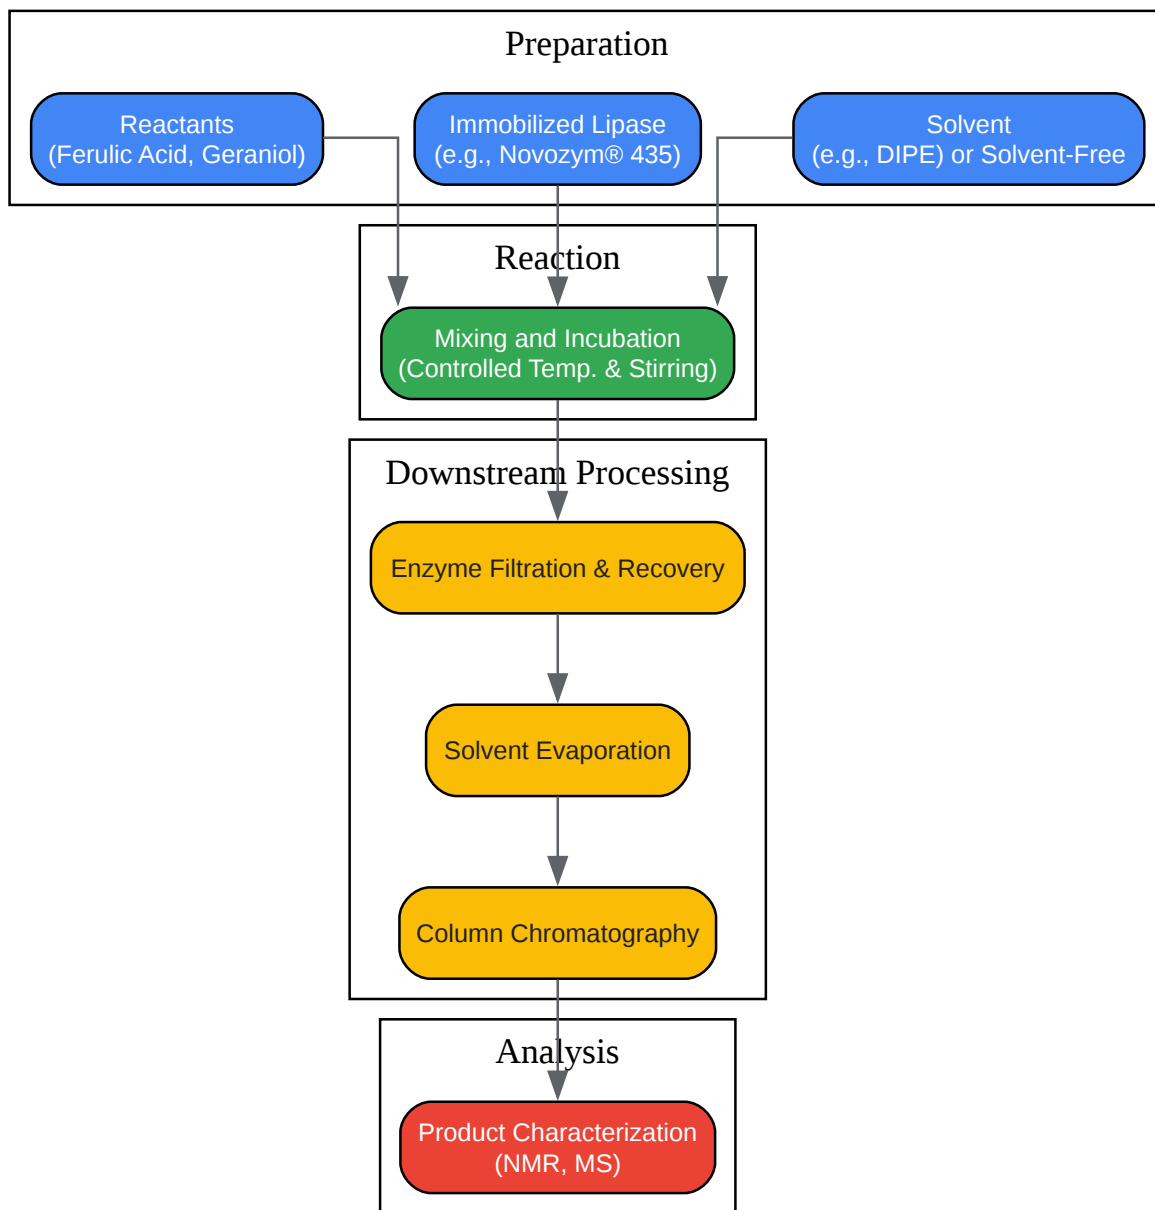 Preparation
Reactants
(Ferulic Acid, Geraniol)
Immobilized Lipase
(e.g., Novozym® 435)
Solvent
(e.g., DIPE) or Solvent-Free
Reaction
Mixing and Incubation
(Controlled Temp. & Stirring)
Downstream Processing
Enzyme Filtration & Recovery
Solvent Evaporation
Column Chromatography
Analysis
Product Characterization
(NMR, MS)